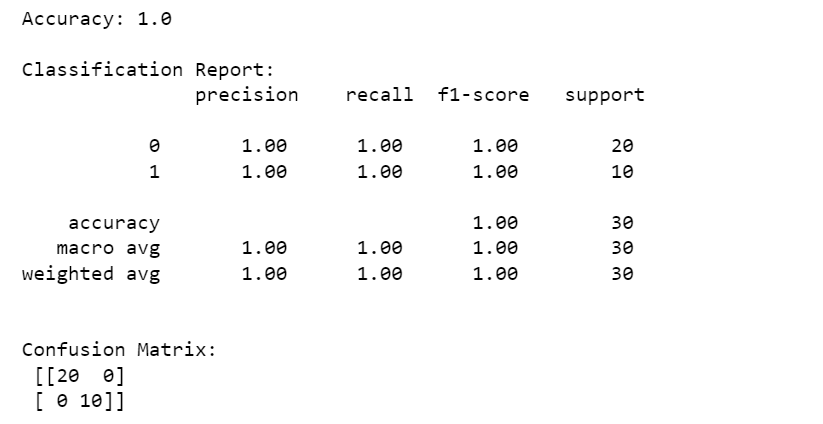 Accuracy: 1.0
Classification Report:
precision recall f1-score support
0 1.00 1.00 1.00 20
1 1.00 1.00 1.00 10
accuracy 1.00 30
macro avg 1.00 1.00 1.00 30
weighted avg 1.00 1.00 1.00 30
Confusion Matrix:
[[20 0]
[ 0 10]]